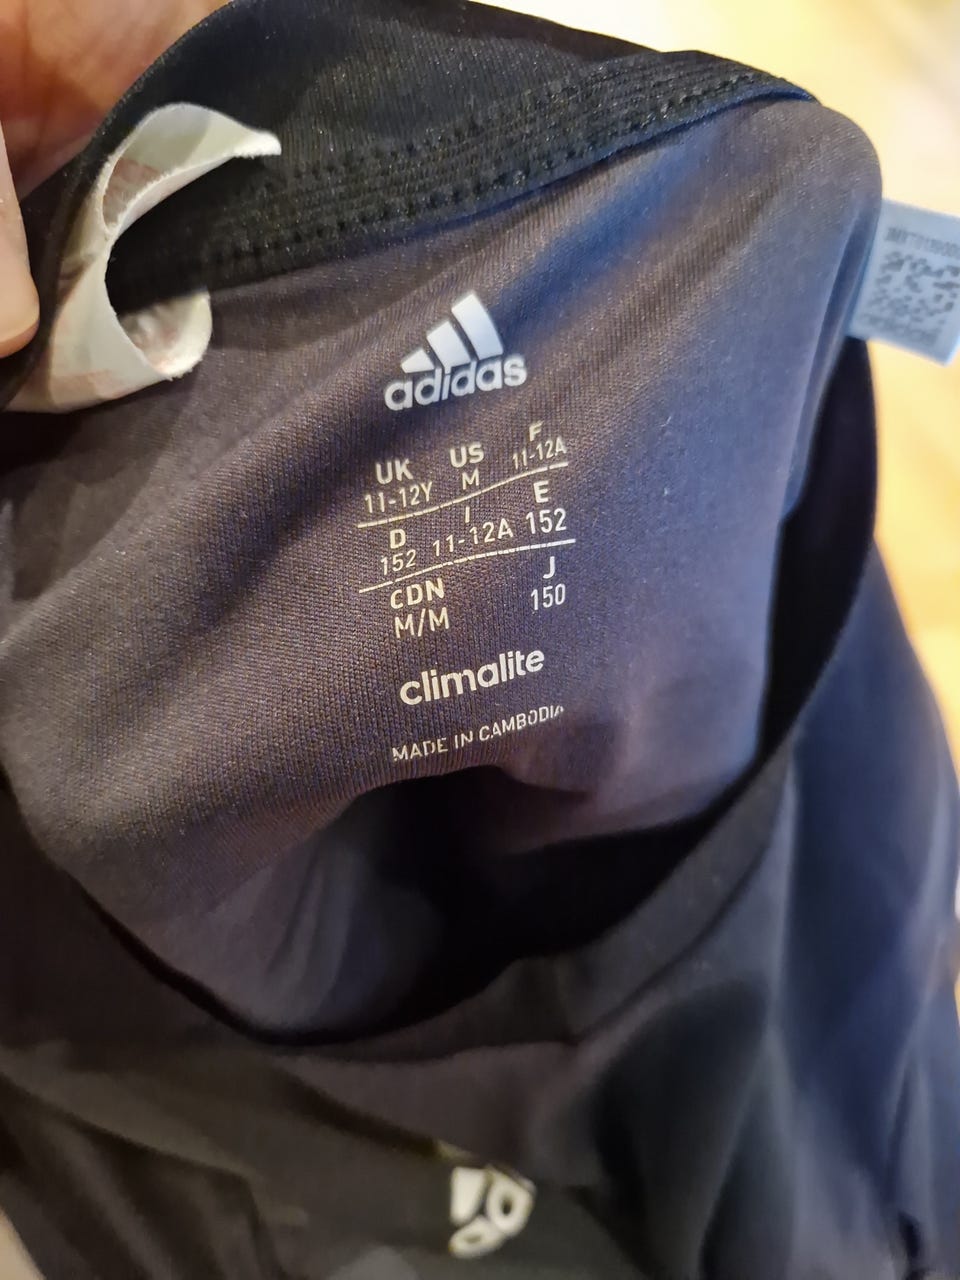 adidas
UK US F
11-12Y M 11-12A
D I E
152 11-12A 152
CDN J
M/M 150
climalite
MADE IN CAMBODIA